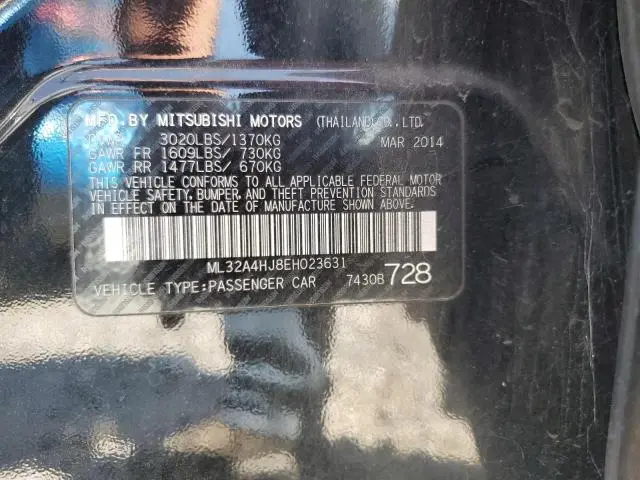 MFD.BY MITSUBISHI MOTORS (THAILAND)CO.,LTD.
GVWR 3020LBS/1370KG MAR 2014
GAWR FR 1609LBS/ 730KG
GAWR RR 1477LBS/ 670KG
THIS VEHICLE CONFORMS TO ALL APPLICABLE FEDERAL MOTOR
VEHICLE SAFETY, BUMPER, AND THEFT PREVENTION STANDARDS
IN EFFECT ON THE DATE OF MANUFACTURE SHOWN ABOVE.
ML32A4HJ8EH023631
VEHICLE TYPE:PASSENGER CAR 7430B 728